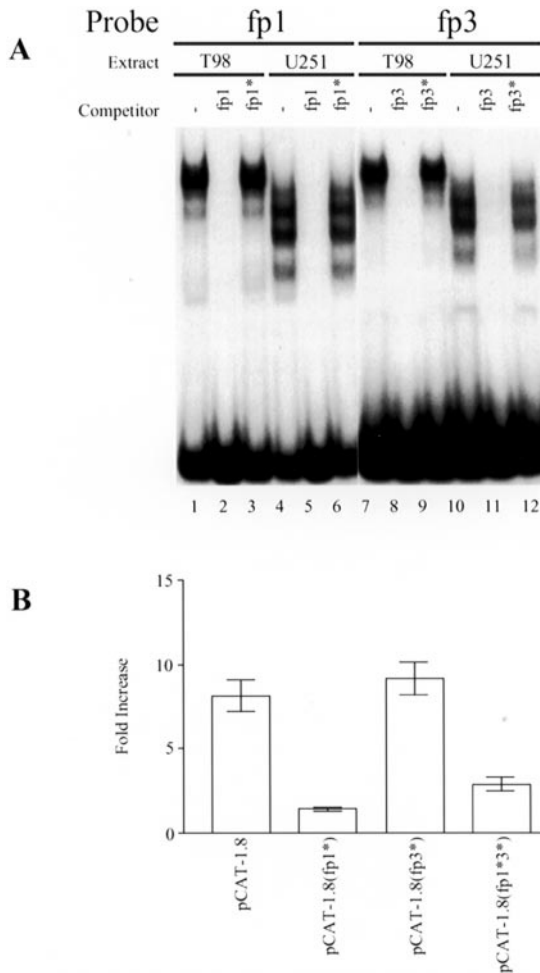 Probe fp1 fp3
A
Extract T98 U251 T98 U251
Competitor - fp1 fp1* - fp1 fp1* - fp3 fp3* - fp3 fp3*
1 2 3 4 5 6 7 8 9 10 11 12
B
15
10
5
0
Fold Increase
pCAT-1.8
pCAT-1.8(fp1*)
pCAT-1.8(fp3*)
pCAT-1.8(fp1*3*)